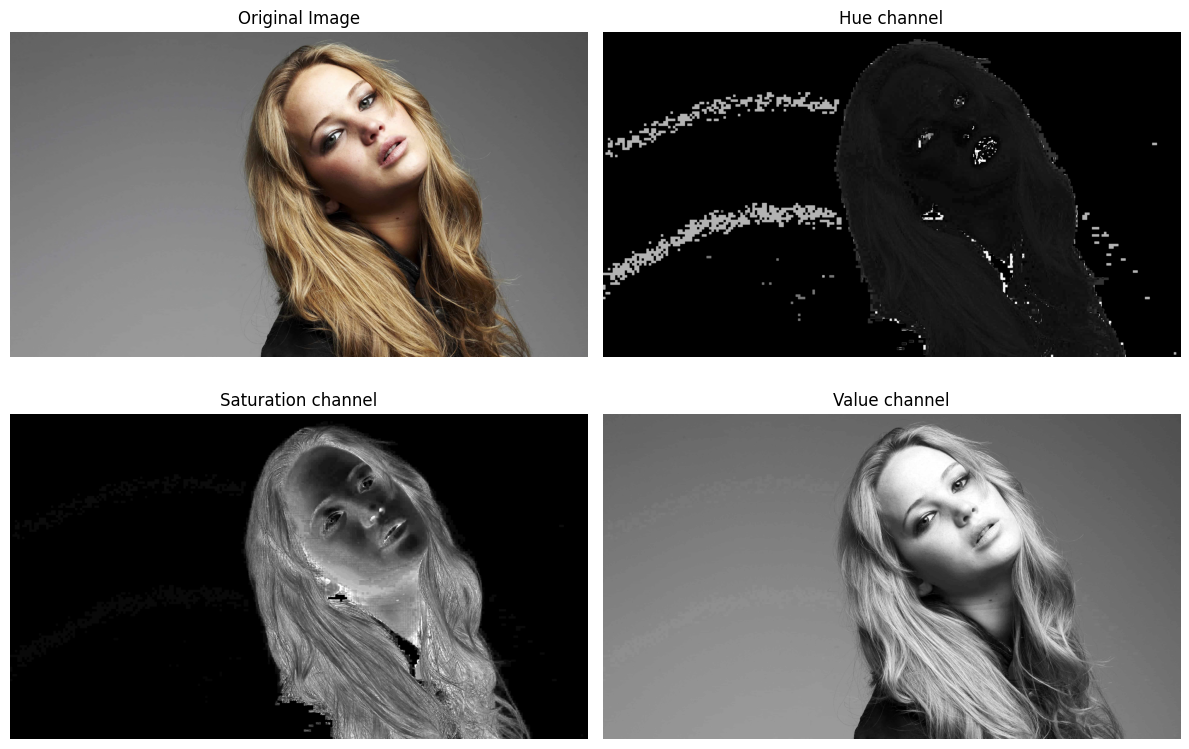 Original Image
Hue channel
Saturation channel
Value channel